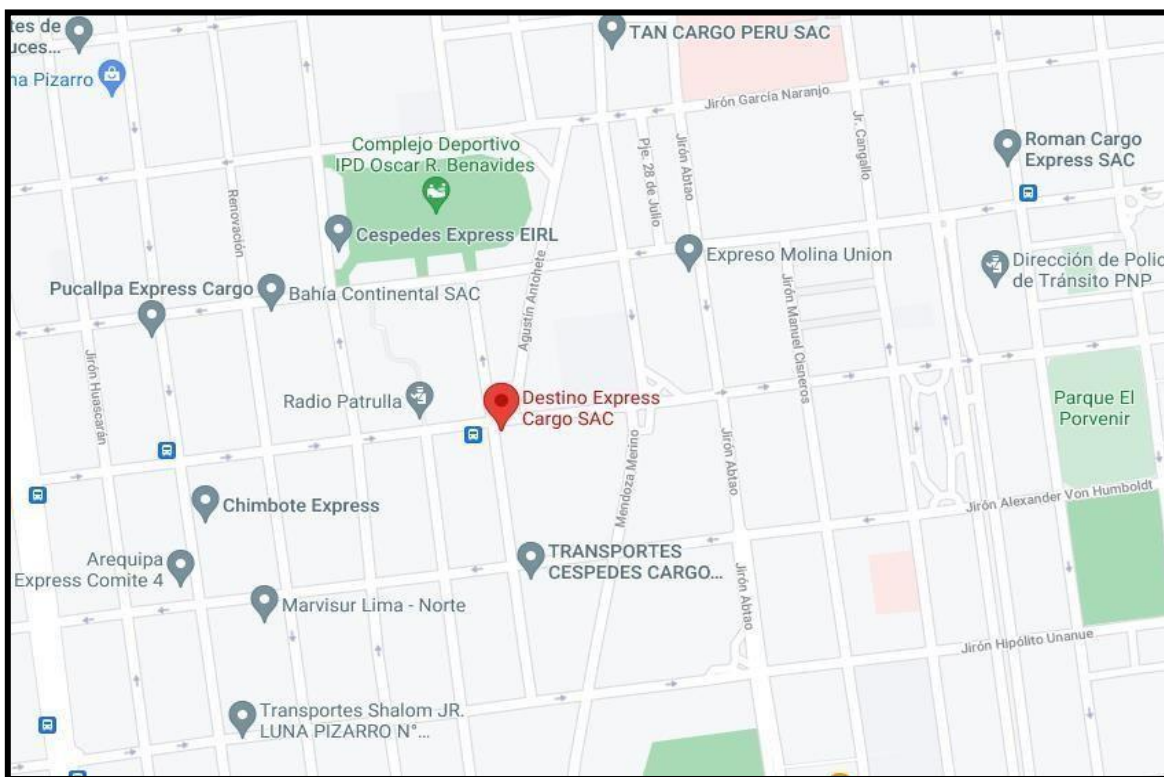 tes de
uces...
na Pizarro
TAN CARGO PERU SAC
Jirón García Naranjo
Complejo Deportivo
IPD Oscar R. Benavides
Pje. 28 de Julio
Jirón Abtao
Jr. Cangallo
Roman Cargo
Express SAC
Renovación
Cespedes Express EIRL
Agustín Antohete
Expreso Molina Union
Dirección de Polic
de Tránsito PNP
Pucallpa Express Cargo
Bahía Continental SAC
Jirón Manuel Cisneros
Jirón Huascarán
Radio Patrulla
Destino Express
Cargo SAC
Parque El
Porvenir
Mendoza Merino
Jirón Abtao
Chimbote Express
Jirón Alexander Von Humboldt
Arequipa
Express Comite 4
TRANSPORTES
CESPEDES CARGO...
Jirón Abtao
Marvisur Lima - Norte
Jirón Hipólito Unanue
Transportes Shalom JR.
LUNA PIZARRO N°...